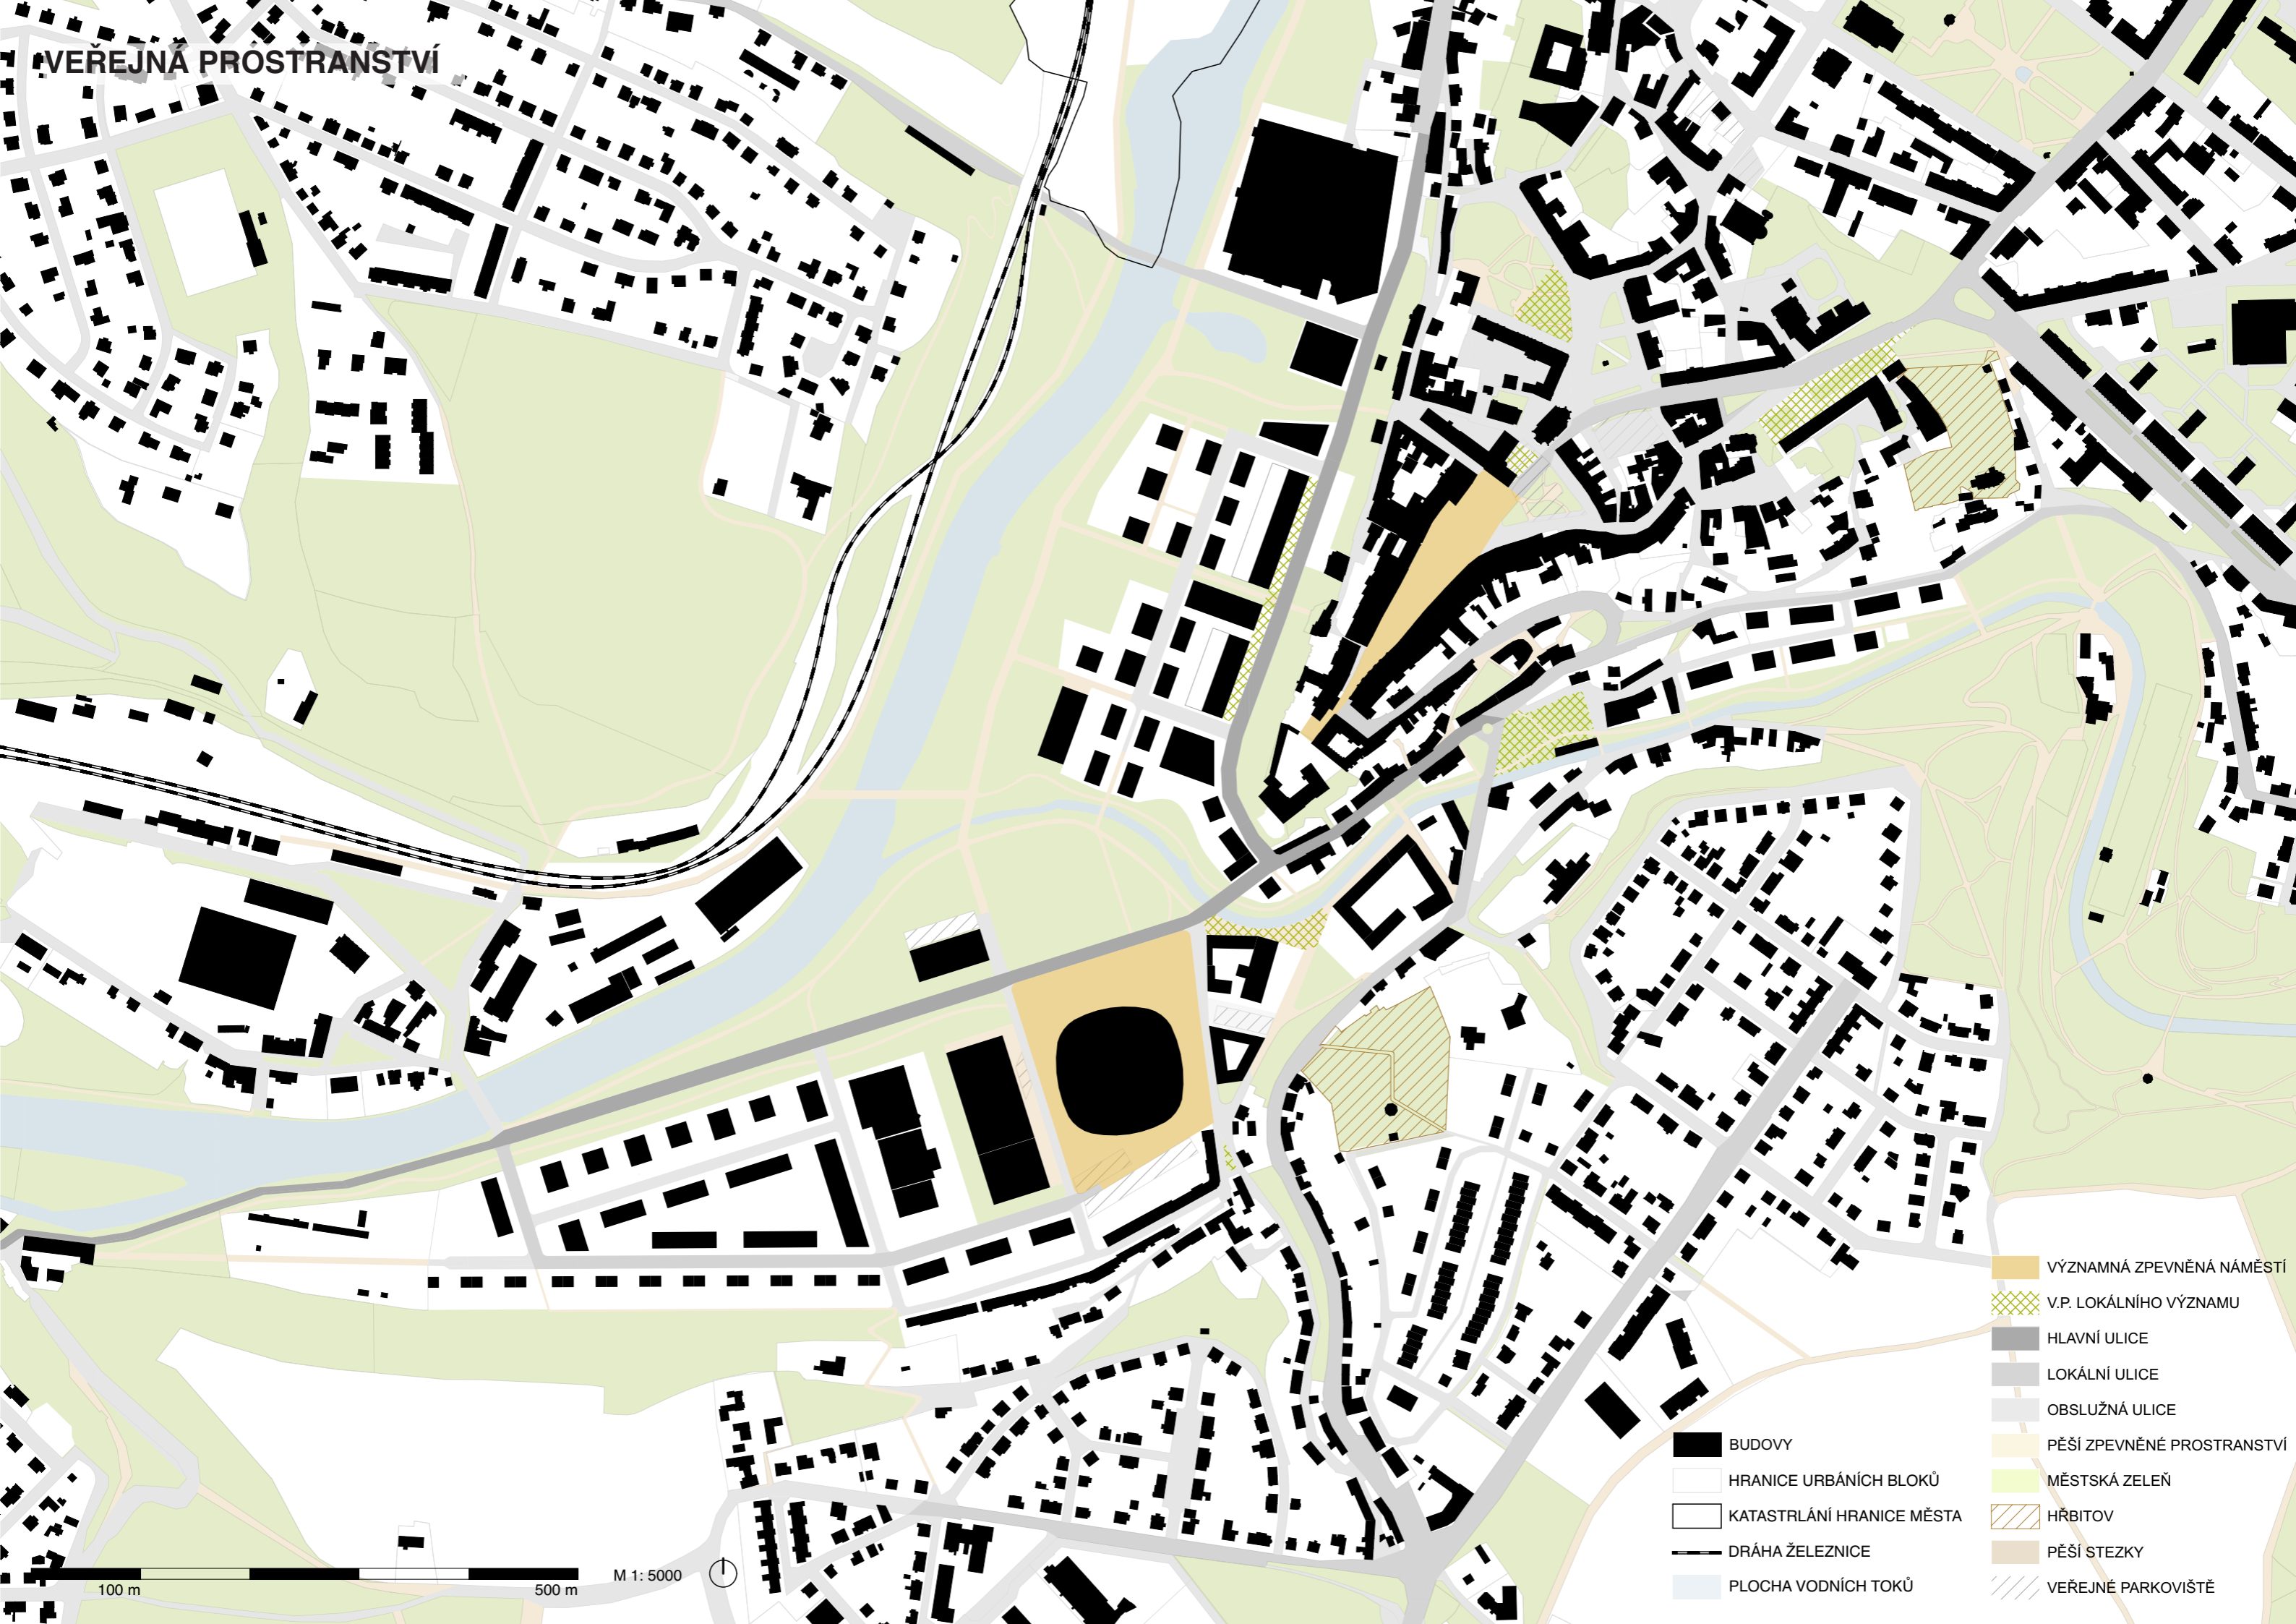 VEŘEJNÁ PROSTRANSTVÍ
VÝZNAMNÁ ZPEVNĚNÁ NÁMĚSTÍ
V.P. LOKÁLNÍHO VÝZNAMU
HLAVNÍ ULICE
LOKÁLNÍ ULICE
OBSLUŽNÁ ULICE
PĚŠÍ ZPEVNĚNÉ PROSTRANSTVÍ
MĚSTSKÁ ZELEŇ
HŘBITOV
PĚŠÍ STEZKY
VEŘEJNÉ PARKOVIŠTĚ
BUDOVY
HRANICE URBÁNÍCH BLOKŮ
KATASTRLÁNÍ HRANICE MĚSTA
DRÁHA ŽELEZNICE
PLOCHA VODNÍCH TOKŮ
100 m
500 m
M 1: 5000